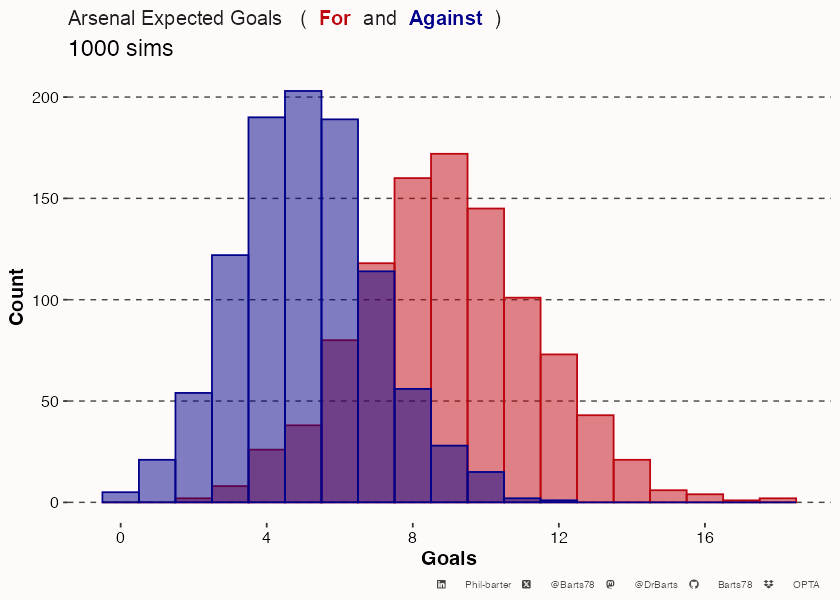 Arsenal Expected Goals ( For and Against )
1000 sims
200
150
100
50
0
Count
0 4 8 12 16
Goals
Phil-barter @Barts78 @DrBarts Barts78 OPTA